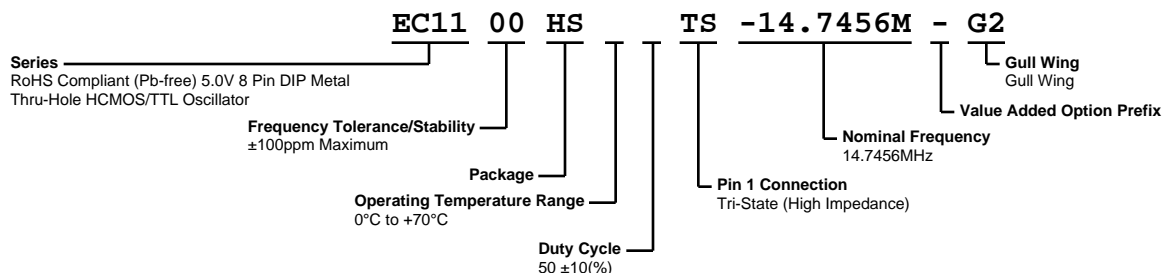 EC11 00 HS TS -14.7456M - G2
Series
RoHS Compliant (Pb-free) 5.0V 8 Pin DIP Metal
Thru-Hole HCMOS/TTL Oscillator
Gull Wing
Gull Wing
Value Added Option Prefix
Frequency Tolerance/Stability
±100ppm Maximum
Nominal Frequency
14.7456MHz
Package
Pin 1 Connection
Tri-State (High Impedance)
Operating Temperature Range
0°C to +70°C
Duty Cycle
50 ±10(%)